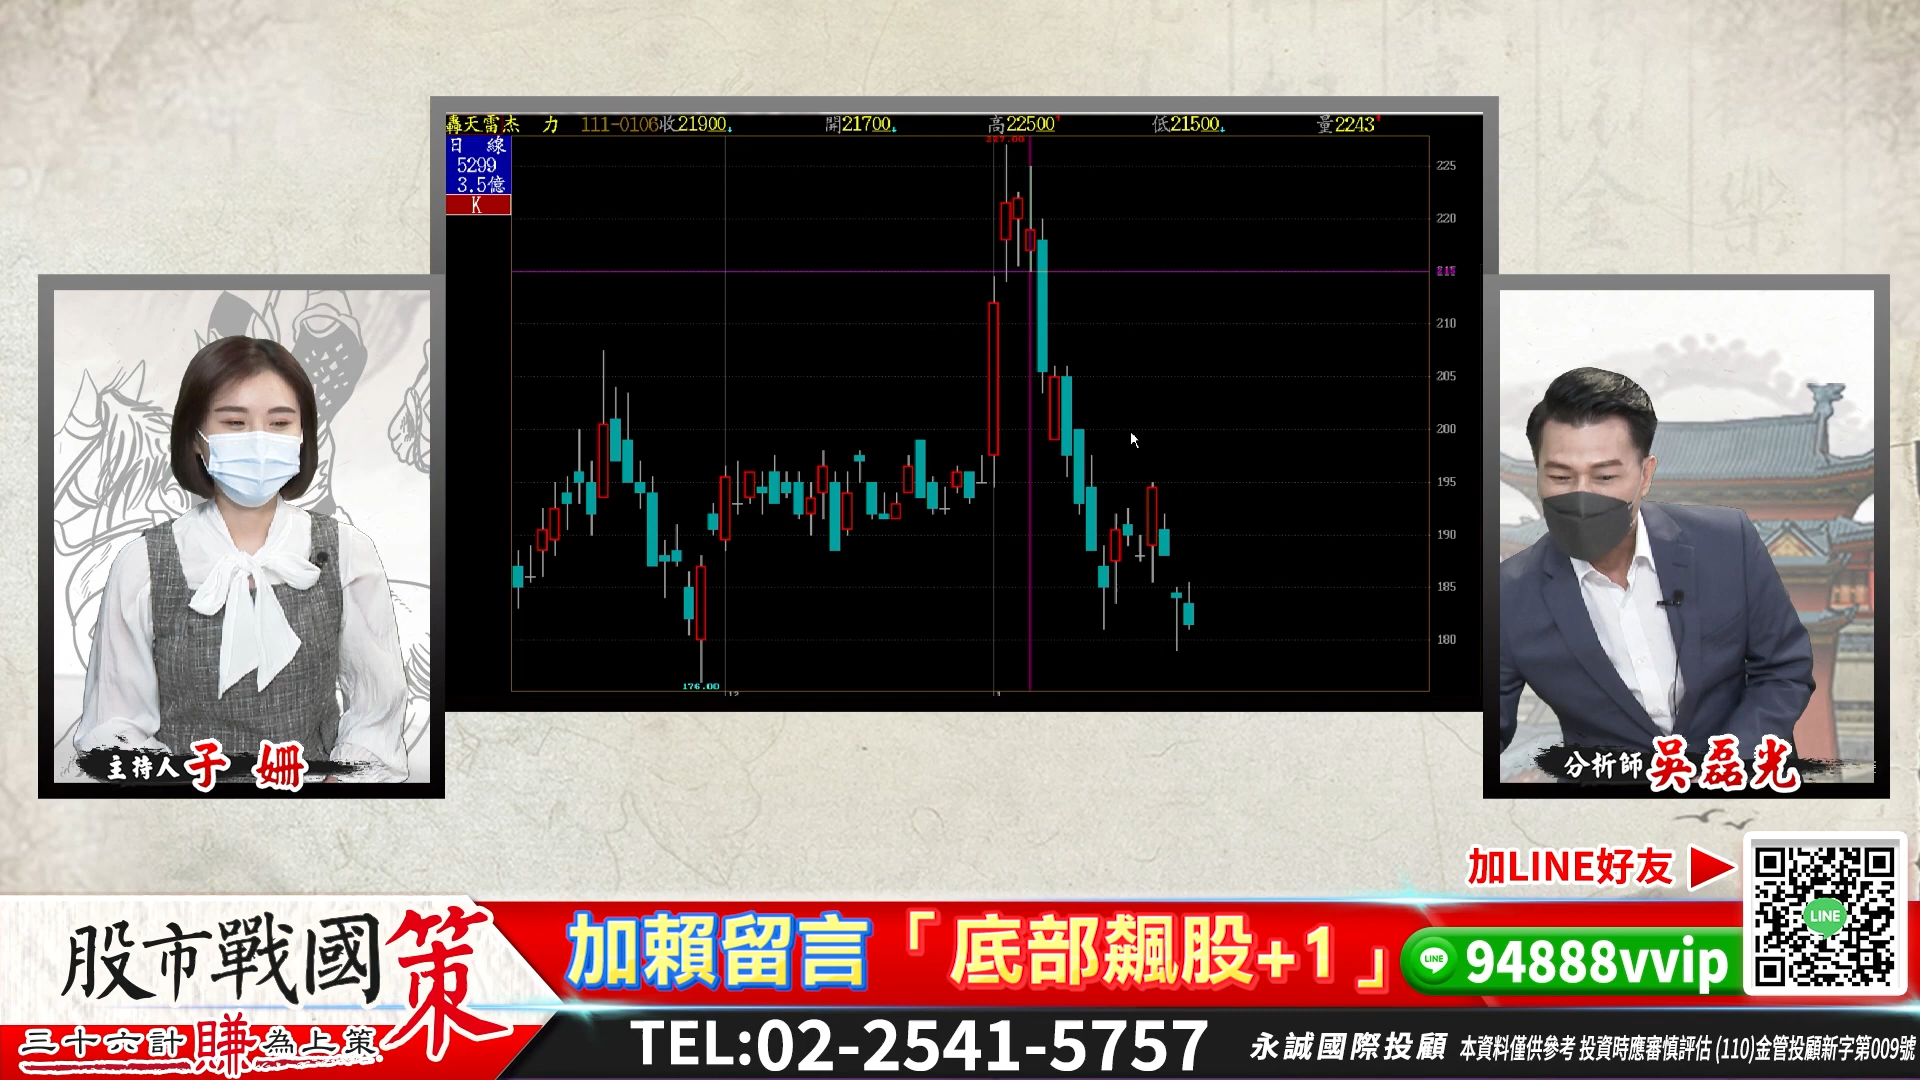 轟天雷杰 力 111-0106收21900 開21700 高22500 低21500 量2243
日 線
5299
3.5億
K
227.00
225
220
215
210
205
200
195
190
185
180
176.00
12
1
主持人子 姍
分析師吳磊光
加LINE好友
LINE
股市戰國策
三十六計賺為上策
加賴留言「底部飆股+1」
LINE 94888vvip
TEL:02-2541-5757
永誠國際投顧 本資料僅供參考 投資時應審慎評估 (110)金管投顧新字第009號